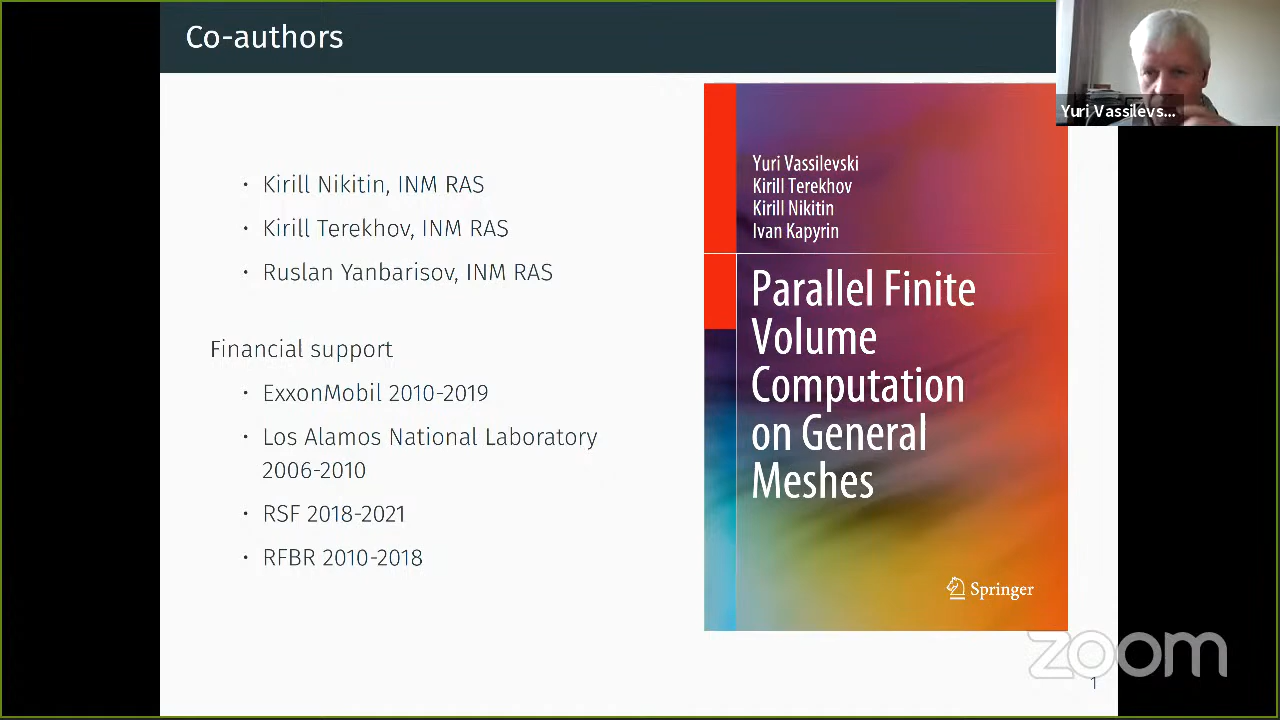 Co-authors
Yuri Vassilevs...
· Kirill Nikitin, INM RAS
· Kirill Terekhov, INM RAS
· Ruslan Yanbarisov, INM RAS
Financial support
· ExxonMobil 2010-2019
· Los Alamos National Laboratory
2006-2010
· RSF 2018-2021
· RFBR 2010-2018
Yuri Vassilevski
Kirill Terekhov
Kirill Nikitin
Ivan Kapyrin
Parallel Finite
Volume
Computation
on General
Meshes
Springer
zoom
1